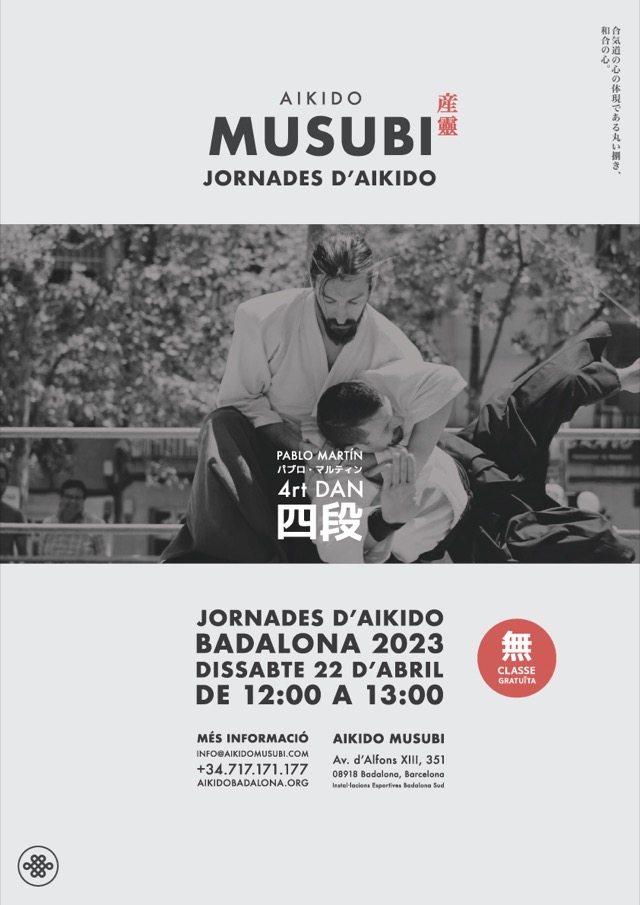 合気道の心の体現である丸い捌き、
和合の心。
AIKIDO
MUSUBI
産靈
JORNADES D'AIKIDO
PABLO MARTÍN
パブロ・マルティン
4rt DAN
四段
JORNADES D'AIKIDO
BADALONA 2023
DISSABTE 22 D'ABRIL
DE 12:00 A 13:00
無
CLASSE
GRATUÏTA
MÉS INFORMACIÓ
INFO@AIKIDOMUSUBI.COM
+34.717.171.177
AIKIDOBADALONA.ORG
AIKIDO MUSUBI
Av. d'Alfons XIII, 351
08918 Badalona, Barcelona
Instal·lacions Esportives Badalona Sud